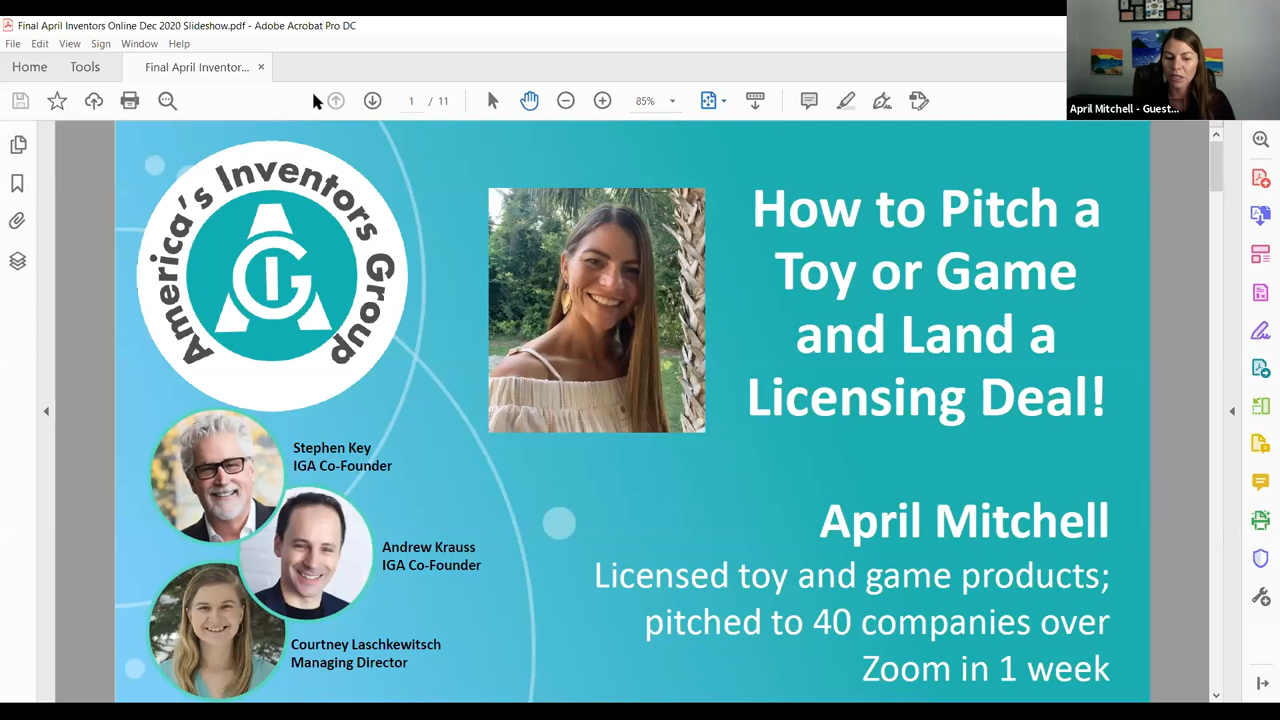 Final April Inventors Online Dec 2020 Slideshow.pdf - Adobe Acrobat Pro DC
File Edit View Sign Window Help
Home Tools Final April Inventor... ×
1 / 11 85%
April Mitchell - Guest...
America's Inventors Group
AIG
How to Pitch a
Toy or Game
and Land a
Licensing Deal!
Stephen Key
IGA Co-Founder
Andrew Krauss
IGA Co-Founder
Courtney Laschkewitsch
Managing Director
April Mitchell
Licensed toy and game products;
pitched to 40 companies over
Zoom in 1 week